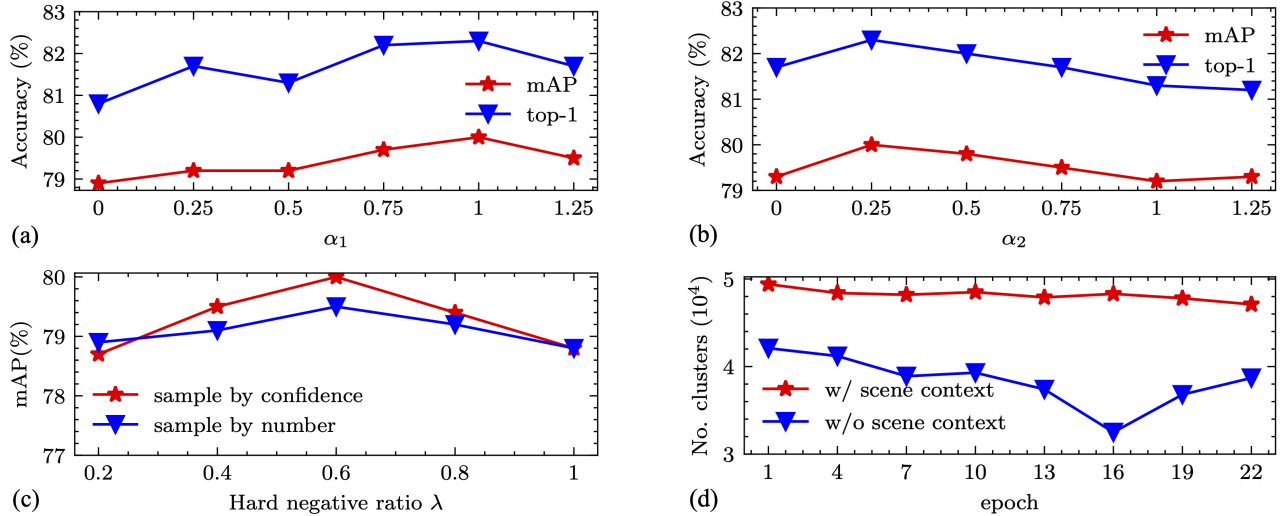 83
82
81
80
79
Accuracy (%)
mAP
top-1
0 0.25 0.5 0.75 1 1.25
(a)
α₁
83
82
81
80
79
Accuracy (%)
mAP
top-1
0 0.25 0.5 0.75 1 1.25
(b)
α₂
80
79
78
77
mAP(%)
sample by confidence
sample by number
0.2 0.4 0.6 0.8 1
(c)
Hard negative ratio λ
5
4
3
No. clusters (10⁴)
w/ scene context
w/o scene context
1 4 7 10 13 16 19 22
(d)
epoch